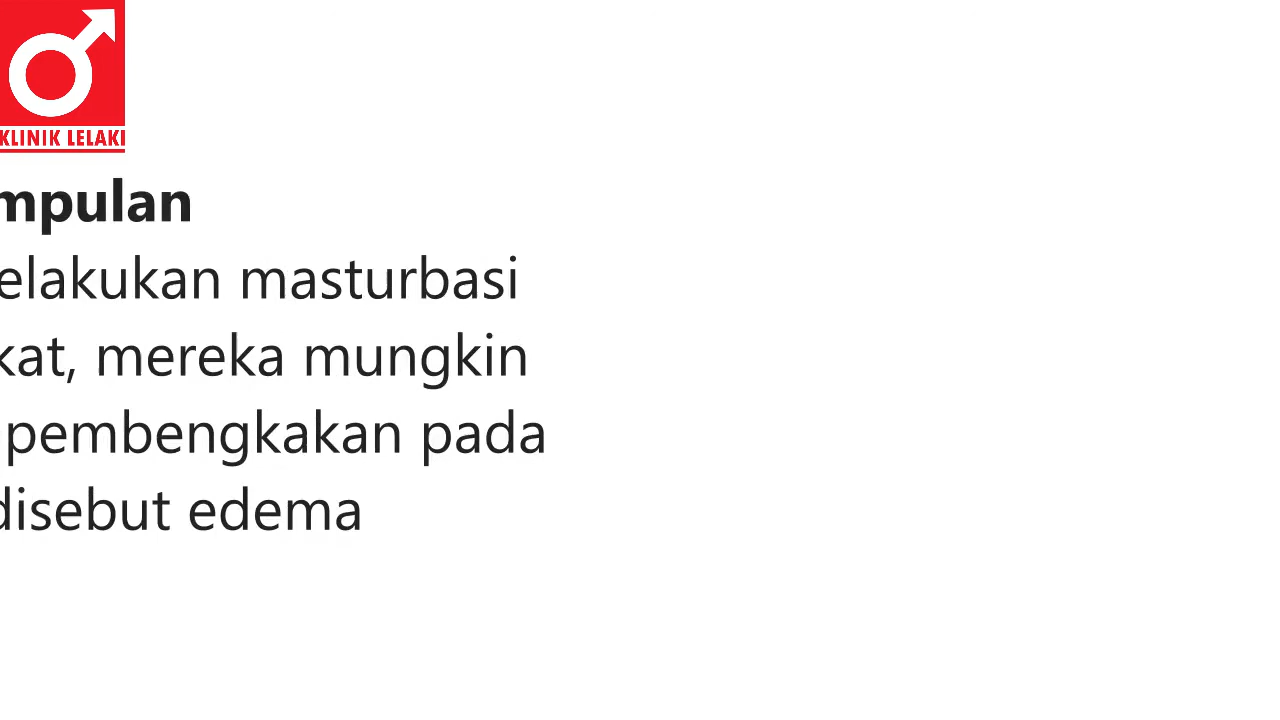 KLINIK LELAKI
mpulan
elakukan masturbasi
kat, mereka mungkin
pembengkakan pada
disebut edema